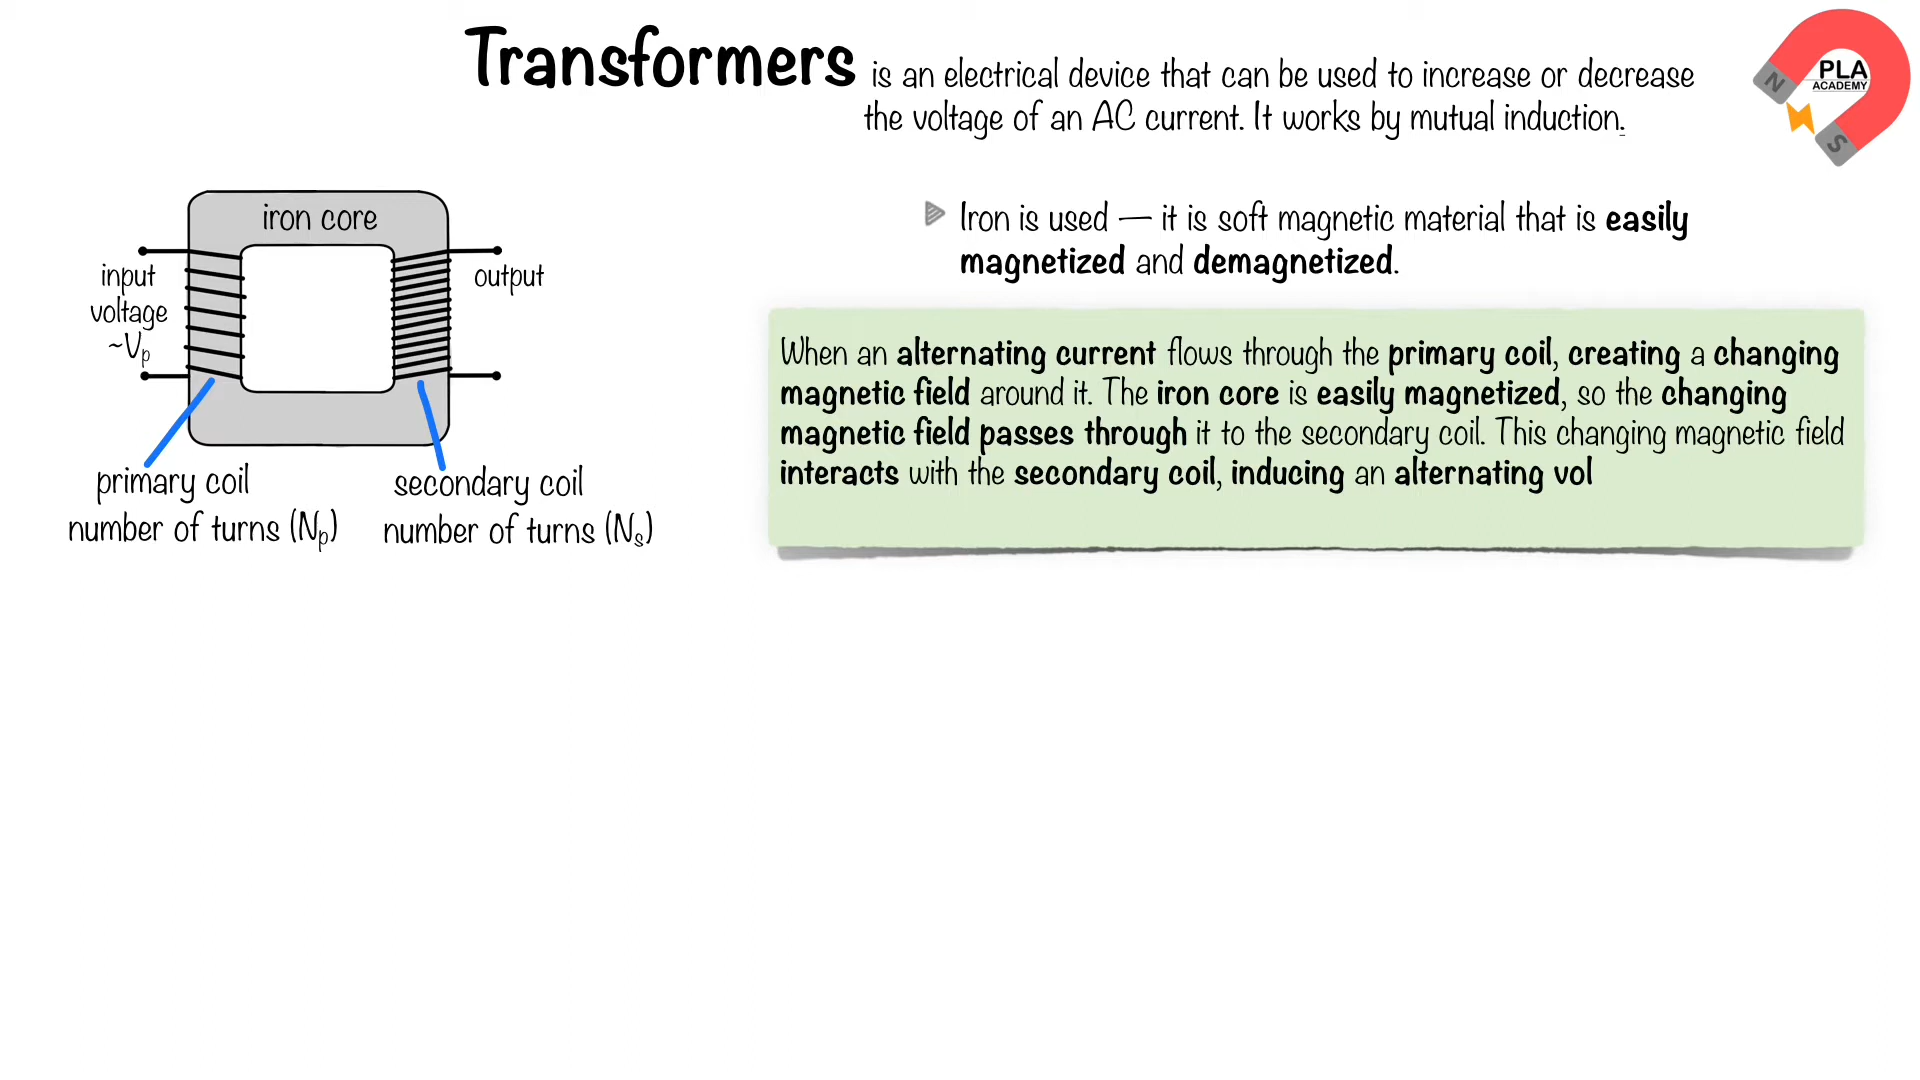 Transformers is an electrical device that can be used to increase or decrease
the voltage of an AC current. It works by mutual induction.
PLA
ACADEMY
N
S
iron core
input
voltage
~Vp
output
primary coil
number of turns (Np)
secondary coil
number of turns (Ns)
Iron is used — it is soft magnetic material that is easily
magnetized and demagnetized.
When an alternating current flows through the primary coil, creating a changing
magnetic field around it. The iron core is easily magnetized, so the changing
magnetic field passes through it to the secondary coil. This changing magnetic field
interacts with the secondary coil, inducing an alternating vol